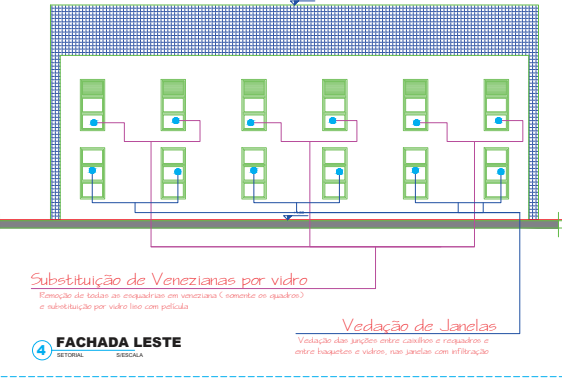 Substituição de Venezianas por vidro
Remoção de todas as esquadrias em veneziana ( somente os quadros)
e substituição por vidro liso com película
Vedação de Janelas
Vedação das junções entre caixilhos e requadros e
entre baquetes e vidros, nas janelas com infiltração
4 FACHADA LESTE
SETORIAL S/ESCALA